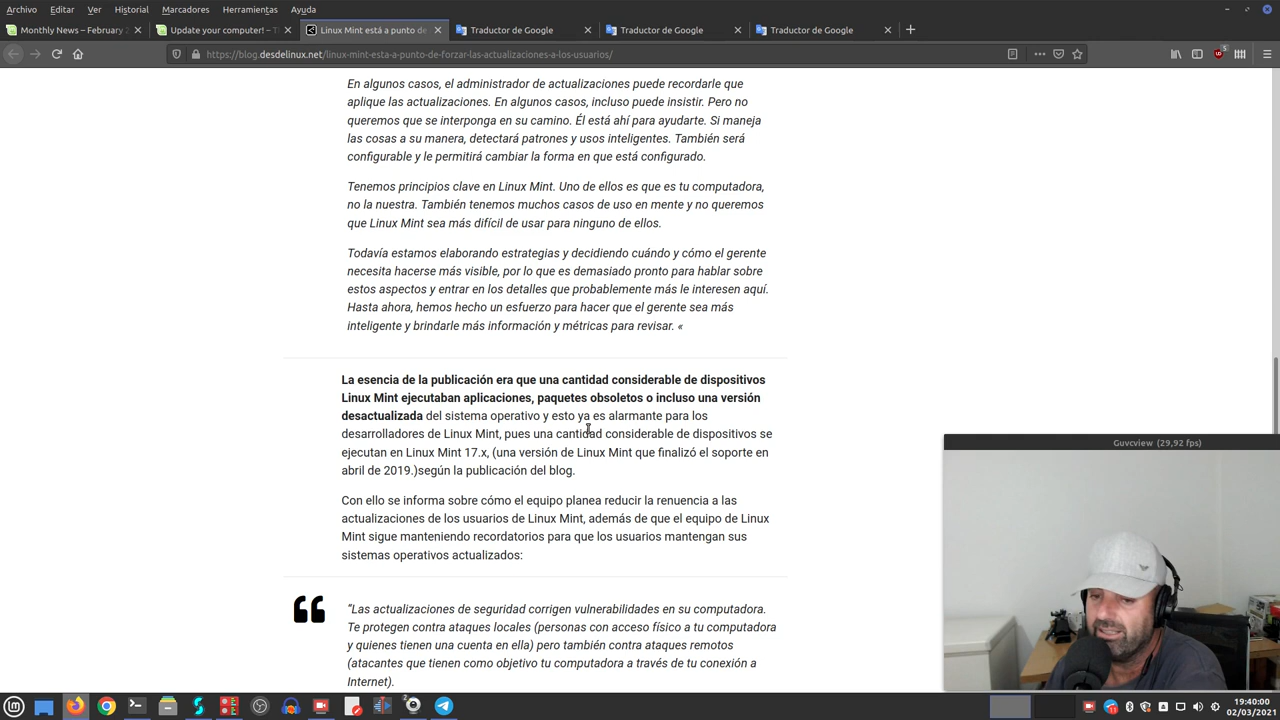 Archivo Editar Ver Historial Marcadores Herramientas Ayuda
Monthly News – February 2
Update your computer! – T
Linux Mint está a punto de
Traductor de Google
Traductor de Google
Traductor de Google
https://blog.desdelinux.net/linux-mint-esta-a-punto-de-forzar-las-actualizaciones-a-los-usuarios/
En algunos casos, el administrador de actualizaciones puede recordarle que
aplique las actualizaciones. En algunos casos, incluso puede insistir. Pero no
queremos que se interponga en su camino. Él está ahí para ayudarte. Si maneja
las cosas a su manera, detectará patrones y usos inteligentes. También será
configurable y le permitirá cambiar la forma en que está configurado.
Tenemos principios clave en Linux Mint. Uno de ellos es que es tu computadora,
no la nuestra. También tenemos muchos casos de uso en mente y no queremos
que Linux Mint sea más difícil de usar para ninguno de ellos.
Todavía estamos elaborando estrategias y decidiendo cuándo y cómo el gerente
necesita hacerse más visible, por lo que es demasiado pronto para hablar sobre
estos aspectos y entrar en los detalles que probablemente más le interesen aquí.
Hasta ahora, hemos hecho un esfuerzo para hacer que el gerente sea más
inteligente y brindarle más información y métricas para revisar. «
La esencia de la publicación era que una cantidad considerable de dispositivos
Linux Mint ejecutaban aplicaciones, paquetes obsoletos o incluso una versión
desactualizada del sistema operativo y esto ya es alarmante para los
desarrolladores de Linux Mint, pues una cantidad considerable de dispositivos se
ejecutan en Linux Mint 17.x, (una versión de Linux Mint que finalizó el soporte en
abril de 2019.)según la publicación del blog.
Con ello se informa sobre cómo el equipo planea reducir la renuencia a las
actualizaciones de los usuarios de Linux Mint, además de que el equipo de Linux
Mint sigue manteniendo recordatorios para que los usuarios mantengan sus
sistemas operativos actualizados:
"Las actualizaciones de seguridad corrigen vulnerabilidades en su computadora.
Te protegen contra ataques locales (personas con acceso físico a tu computadora
y quienes tienen una cuenta en ella) pero también contra ataques remotos
(atacantes que tienen como objetivo tu computadora a través de tu conexión a
Internet).
Guvcview (29,92 fps)
19:40:00
02/03/2021